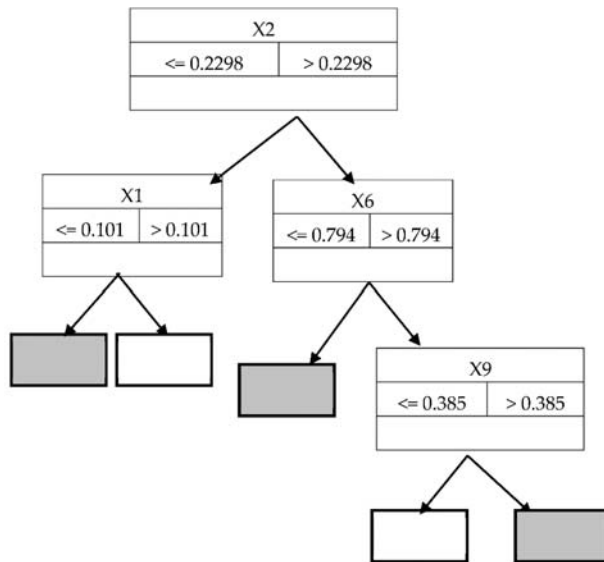 X2
<= 0.2298 > 0.2298
X1
<= 0.101 > 0.101
X6
<= 0.794 > 0.794
X9
<= 0.385 > 0.385